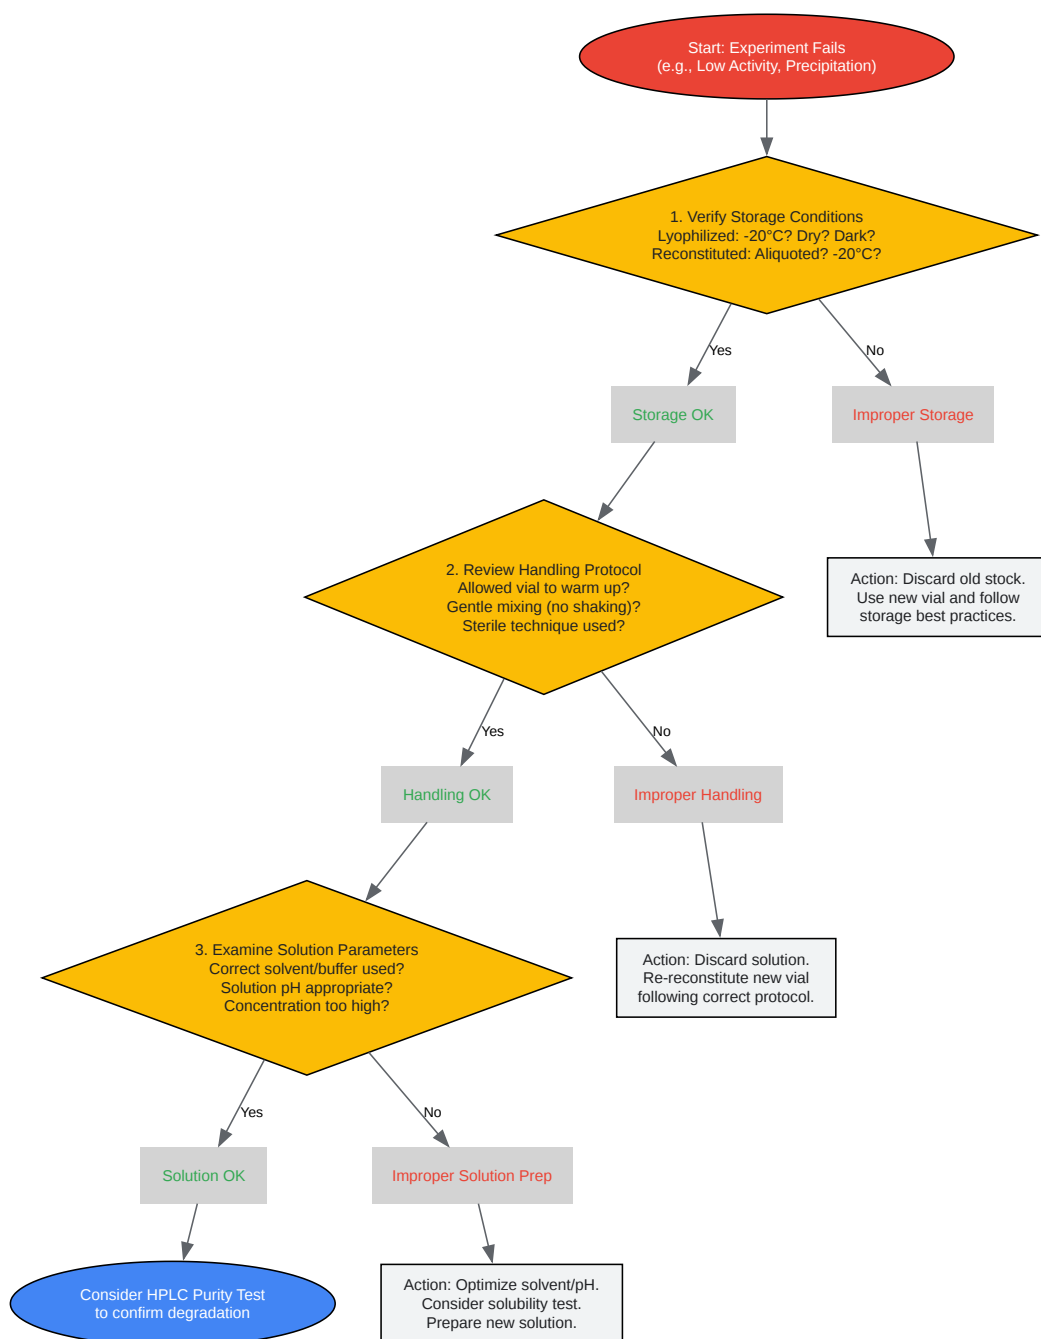 Start: Experiment Fails
(e.g., Low Activity, Precipitation)
1. Verify Storage Conditions
Lyophilized: -20°C? Dry? Dark?
Reconstituted: Aliquoted? -20°C?
Yes
No
Storage OK
Improper Storage
2. Review Handling Protocol
Allowed vial to warm up?
Gentle mixing (no shaking)?
Sterile technique used?
Action: Discard old stock.
Use new vial and follow
storage best practices.
Yes
No
Handling OK
Improper Handling
3. Examine Solution Parameters
Correct solvent/buffer used?
Solution pH appropriate?
Concentration too high?
Action: Discard solution.
Re-reconstitute new vial
following correct protocol.
Yes
No
Solution OK
Improper Solution Prep
Consider HPLC Purity Test
to confirm degradation
Action: Optimize solvent/pH.
Consider solubility test.
Prepare new solution.